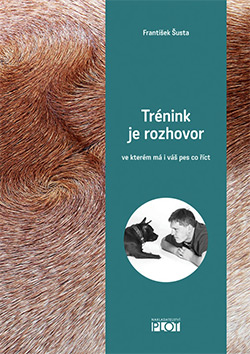 František Šusta
Trénink
je rozhovor
ve kterém má i váš pes co říct
NAKLADATELSTVÍ
PLOT